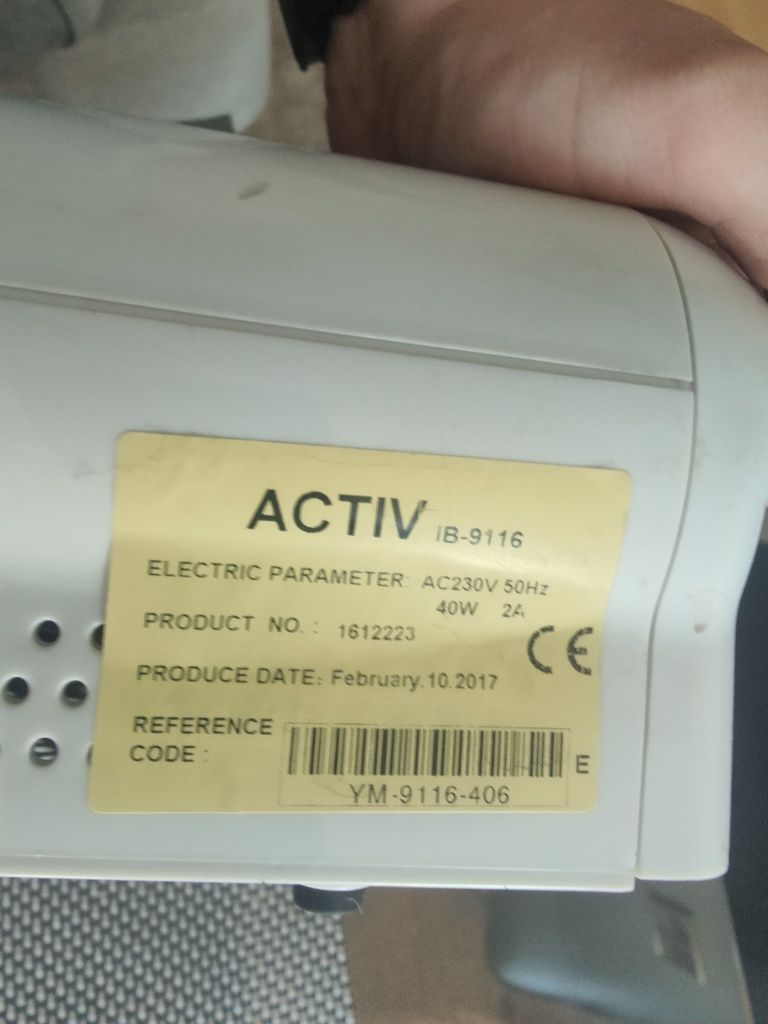 ACTIV IB-9116
ELECTRIC PARAMETER: AC230V 50Hz
40W 2A
PRODUCT NO.: 1612223
CE
PRODUCE DATE: February.10.2017
REFERENCE
CODE :
E
YM-9116-406